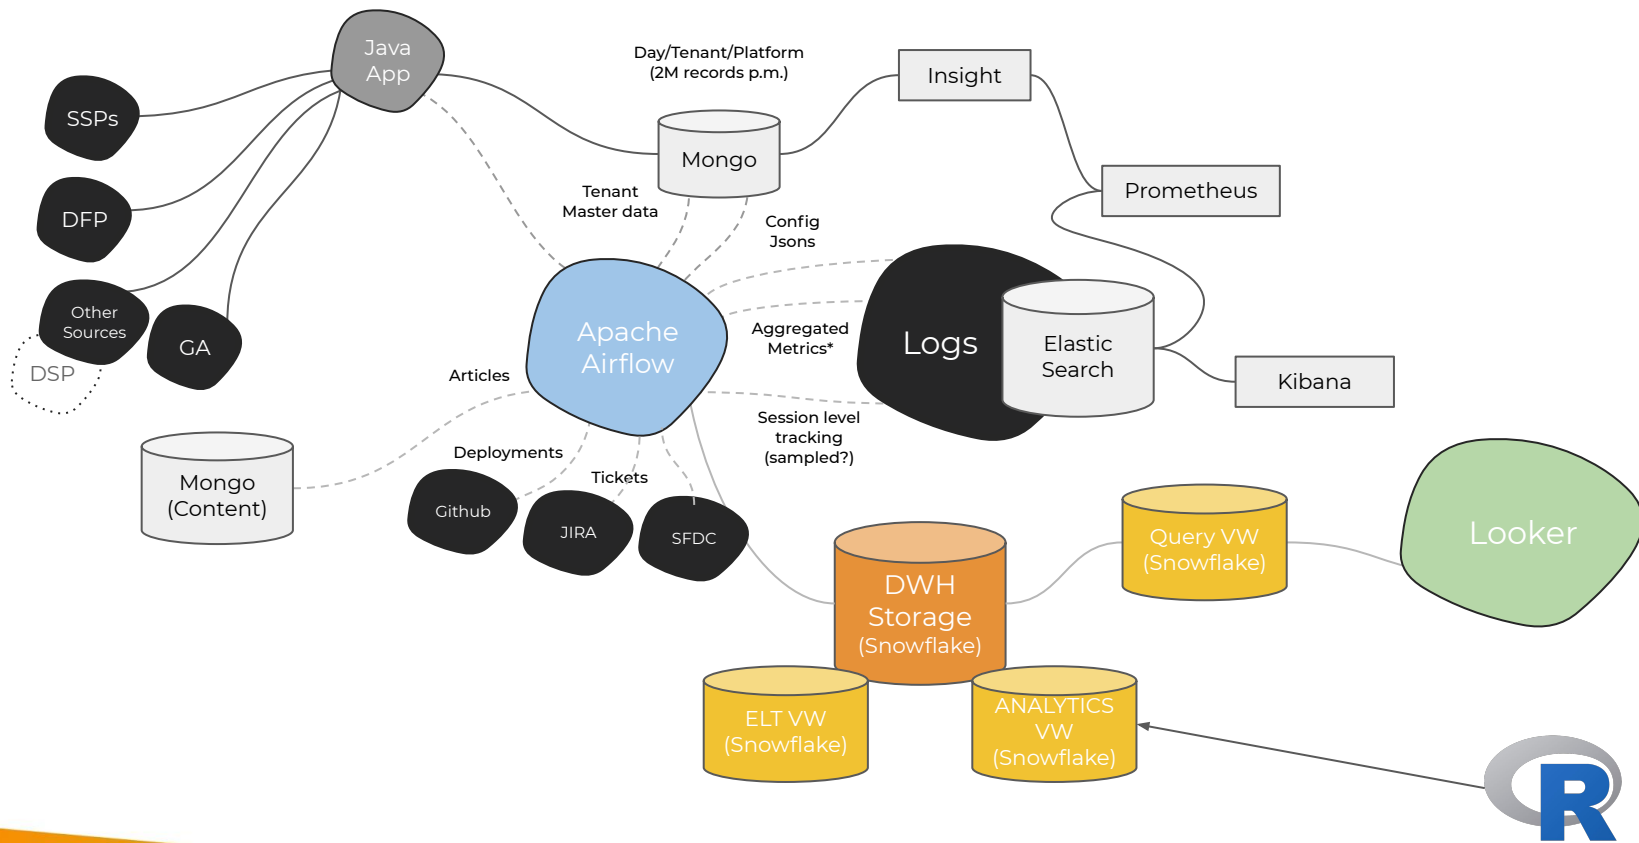 Java
App
Day/Tenant/Platform
(2M records p.m.)
Insight
SSPs
Mongo
Prometheus
Tenant
Master data
DFP
Config
Jsons
Other
Sources
GA
DSP
Apache
Airflow
Aggregated
Metrics*
Logs
Elastic
Search
Kibana
Articles
Session level
tracking
(sampled?)
Deployments
Tickets
Mongo
(Content)
Github
JIRA
SFDC
Query VW
(Snowflake)
Looker
DWH
Storage
(Snowflake)
ELT VW
(Snowflake)
ANALYTICS
VW
(Snowflake)
R